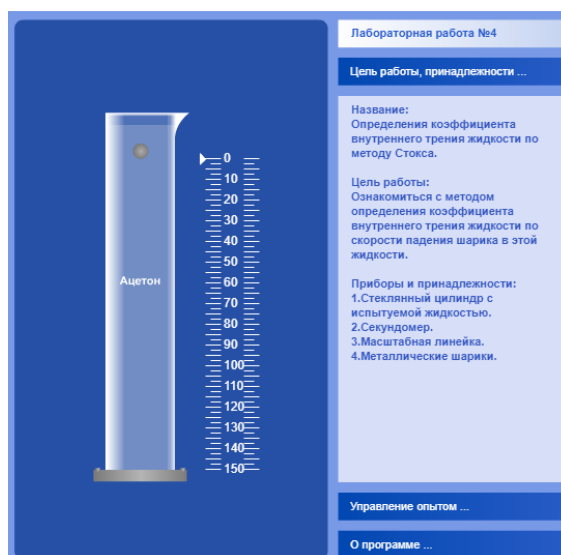 Ацетон
0
10
20
30
40
50
60
70
80
90
100
110
120
130
140
150
Лабораторная работа №4
Цель работы, принадлежности ...
Название:
Определения коэффициента
внутреннего трения жидкости по
методу Стокса.
Цель работы:
Ознакомиться с методом
определения коэффициента
внутреннего трения жидкости по
скорости падения шарика в этой
жидкости.
Приборы и принадлежности:
1.Стеклянный цилиндр с
испытуемой жидкостью.
2.Секундомер.
3.Масштабная линейка.
4.Металлические шарики.
Управление опытом ...
О программе ...